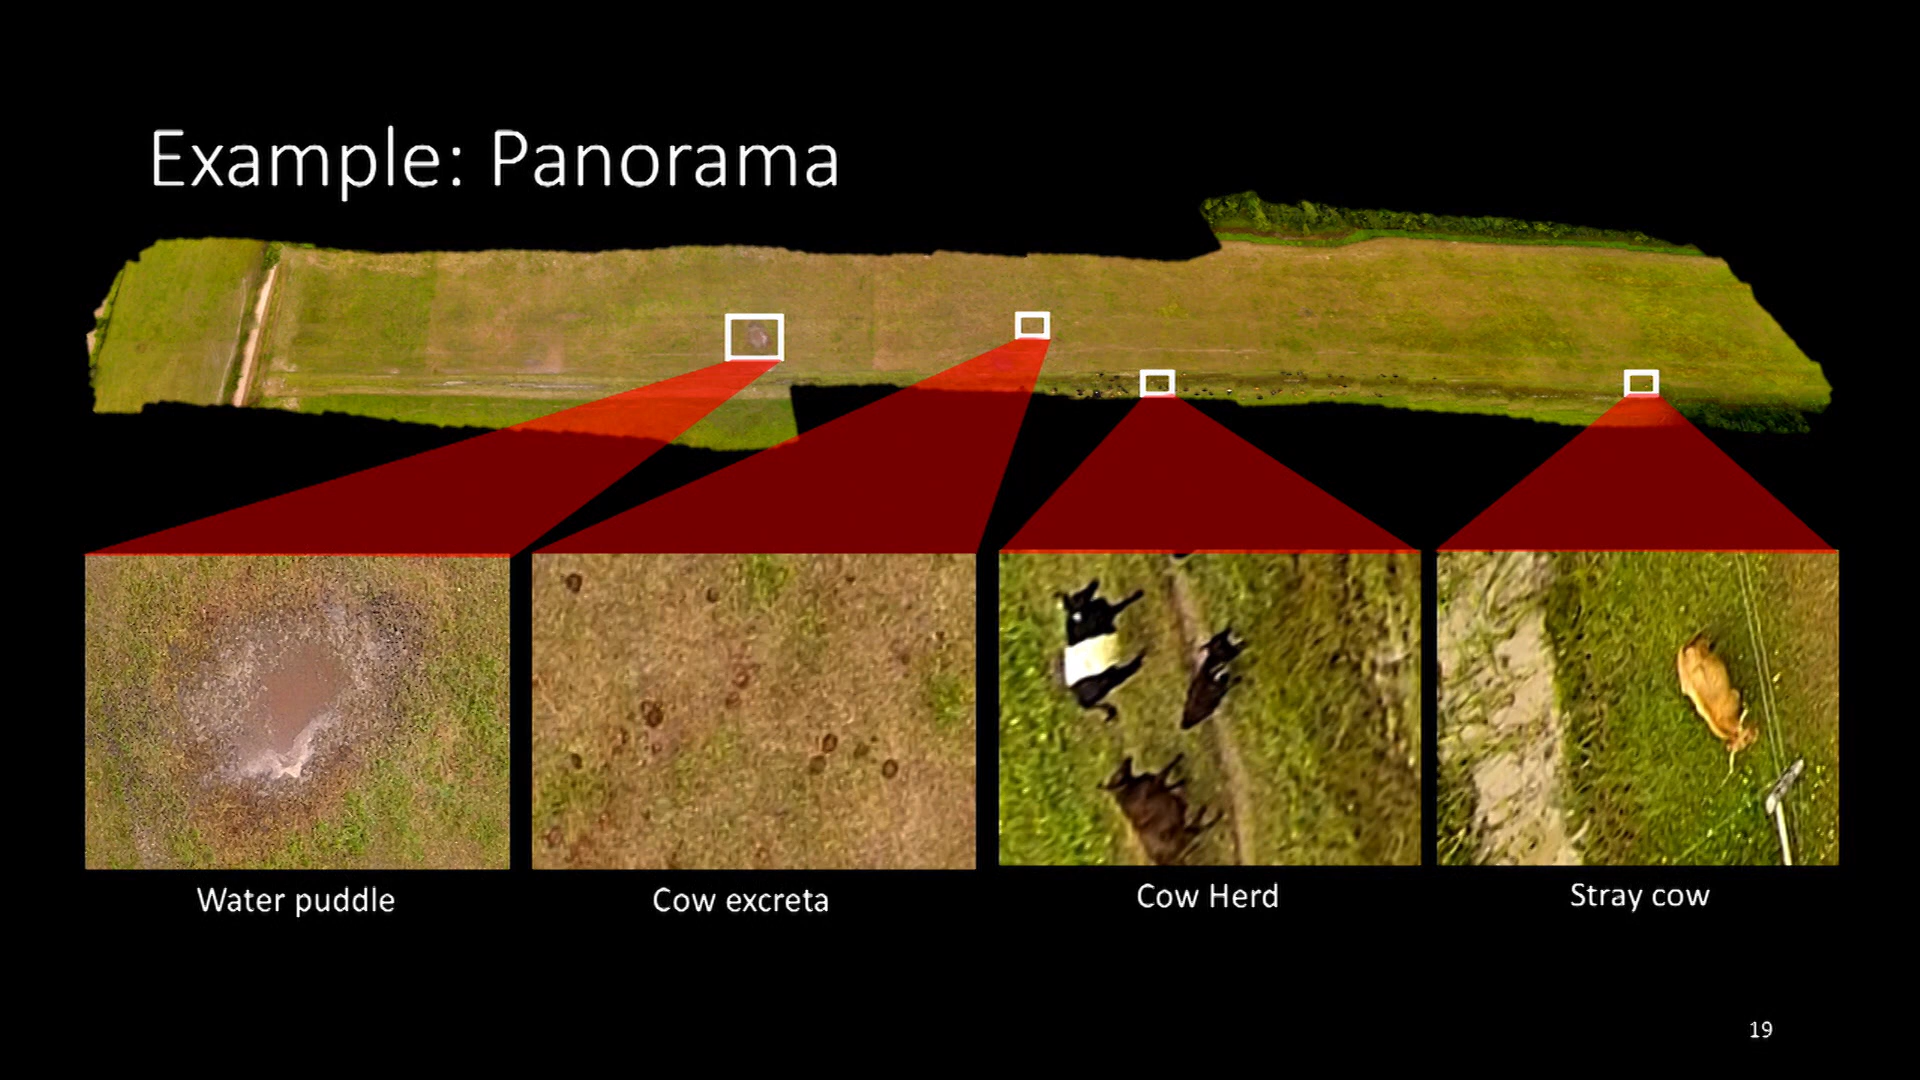 Example: Panorama
Water puddle
Cow excreta
Cow Herd
Stray cow
19